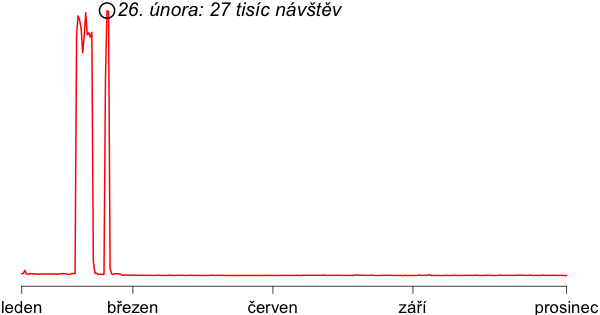 26. února: 27 tisíc návštěv
leden březen červen září prosinec